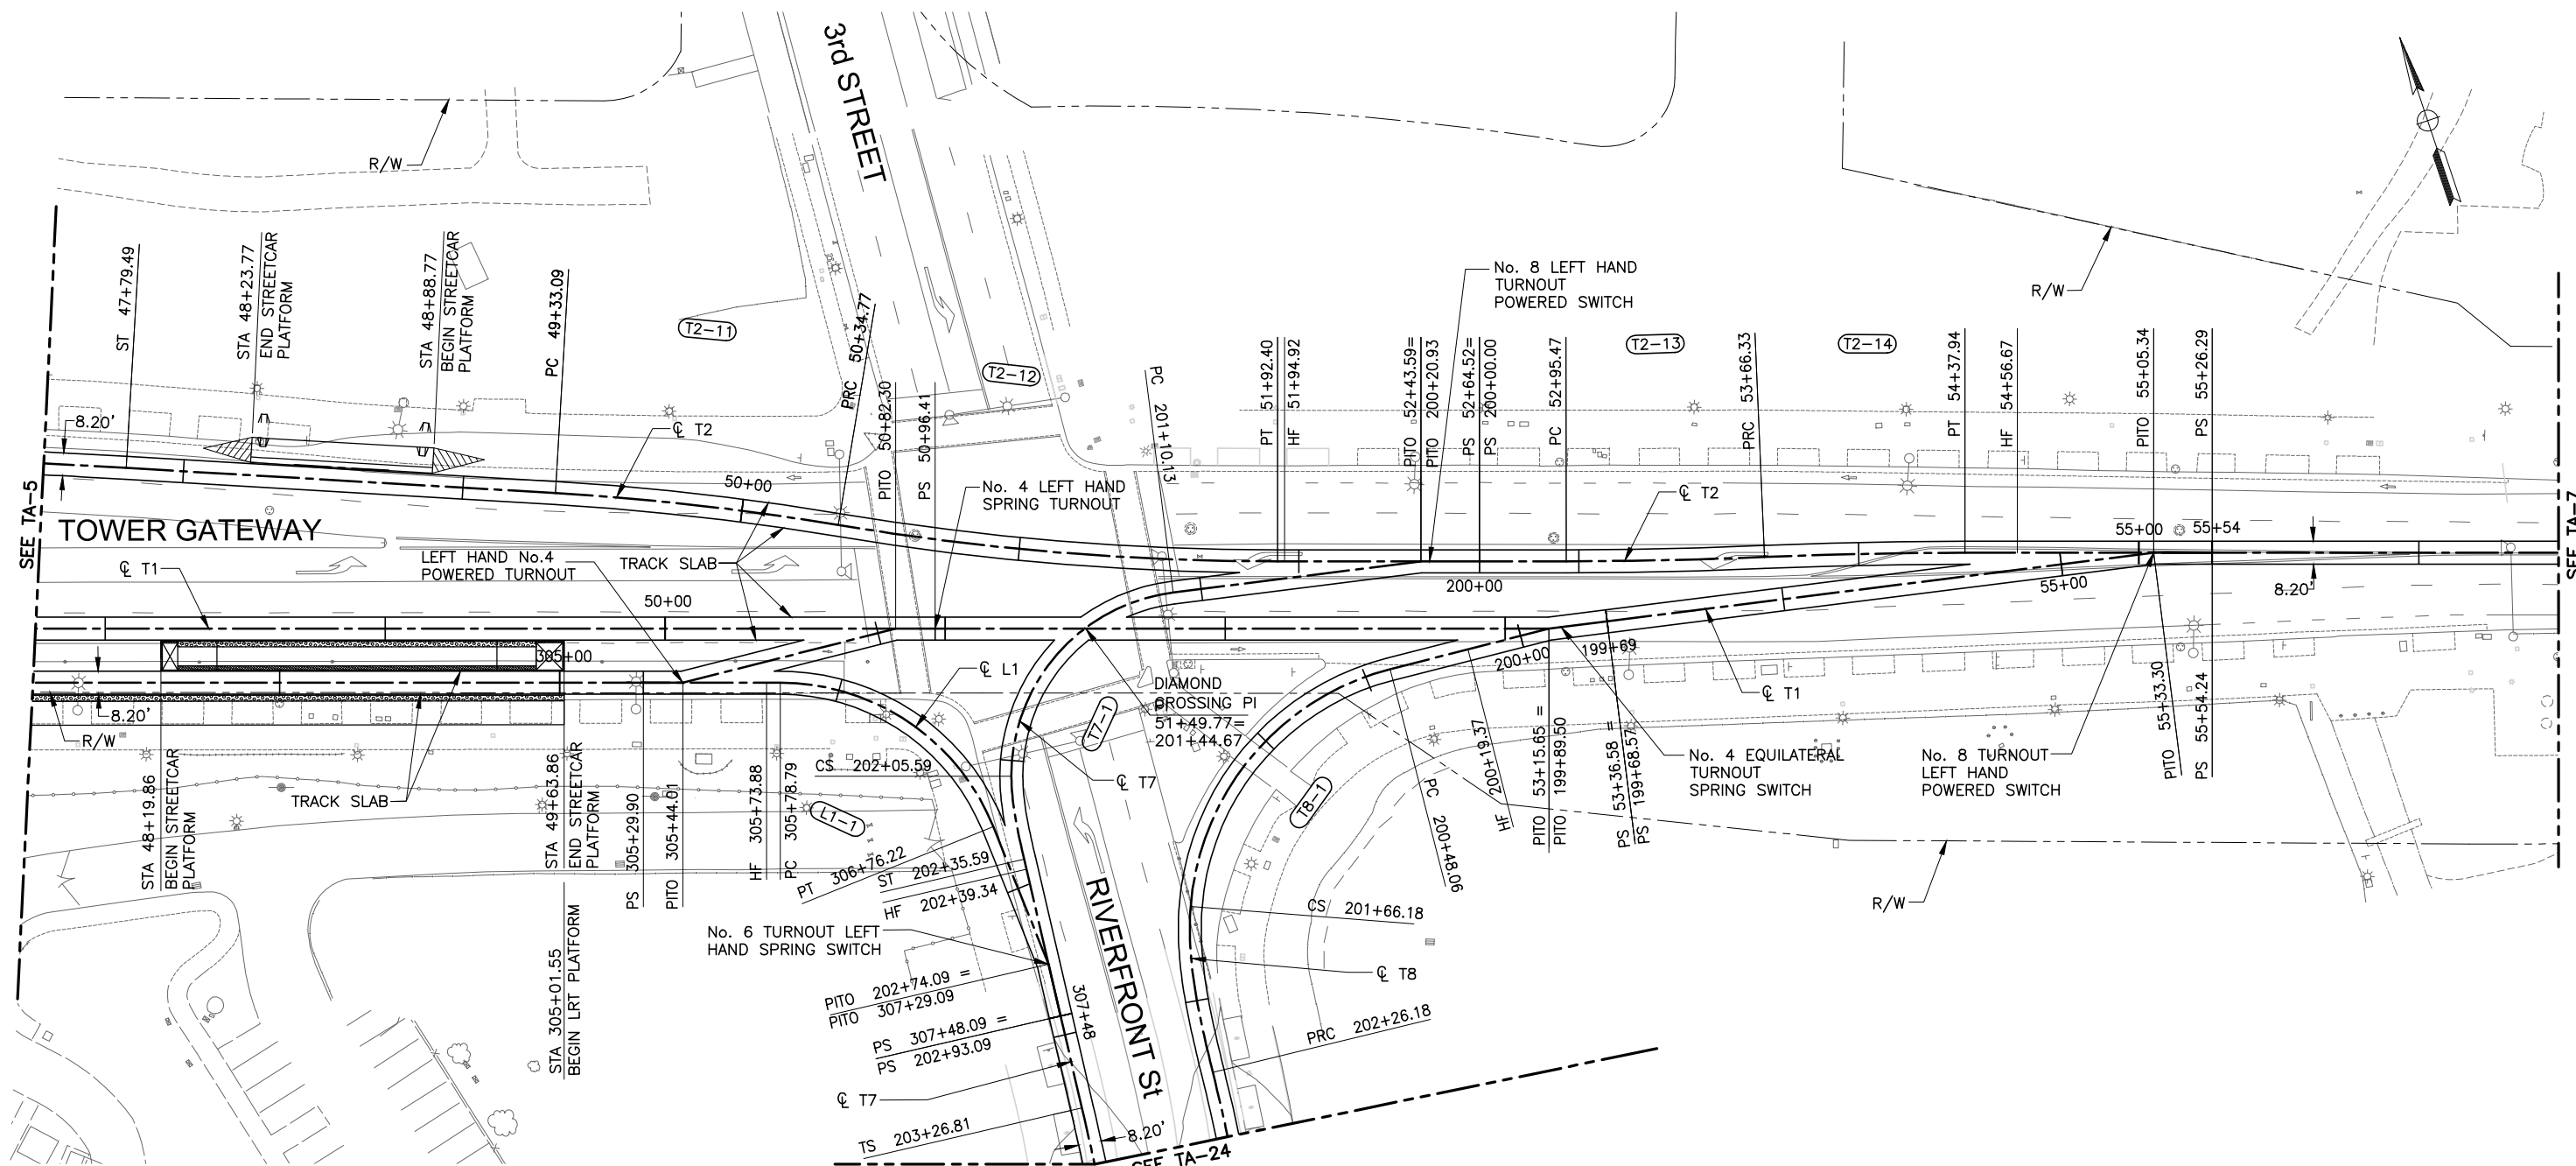 3rd STREET
R/W
ST 47+79.49
STA 48+23.77
END STREETCAR
PLATFORM
STA 48+88.77
BEGIN STREETCAR
PLATFORM
PC 49+33.09
T2-11
PRC 50+34.77
PITO 50+82.30
PS 50+96.41
T2-12
PC 201+10.13
PT 51+92.40
HF 51+94.92
PITO 52+43.59=
PITO 200+20.93
PS 52+64.52=
PS 200+00.00
No. 8 LEFT HAND
TURNOUT
POWERED SWITCH
PC 52+95.47
T2-13
PRC 53+66.33
T2-14
PT 54+37.94
HF 54+56.67
R/W
PITO 55+05.34
PS 55+26.29
8.20'
℄ T2
50+00
No. 4 LEFT HAND
SPRING TURNOUT
℄ T2
55+00
55+54
SEE TA-5
TOWER GATEWAY
LEFT HAND No.4
POWERED TURNOUT
TRACK SLAB
℄ T1
50+00
200+00
55+00
8.20'
SEE TA-7
305+00
℄ L1
200+00
199+69
℄ T1
8.20'
R/W
DIAMOND
CROSSING PI
51+49.77=
201+44.67
T7-1
℄ T7
CS 202+05.59
TRACK SLAB
STA 48+19.86
BEGIN STREETCAR
PLATFORM
STA 49+63.86
END STREETCAR
PLATFORM
PS 305+29.90
PITO 305+44.01
HF 305+73.88
PC 305+78.79
L1-1
T8-1
PC 200+48.06
HF 200+19.37
PITO 53+15.65 =
PITO 199+89.50
PS 53+36.58 =
PS 199+68.57
No. 4 EQUILATERAL
TURNOUT
SPRING SWITCH
No. 8 TURNOUT
LEFT HAND
POWERED SWITCH
PITO 55+33.30
PS 55+54.24
PT 306+76.22
ST 202+35.59
HF 202+39.34
No. 6 TURNOUT LEFT
HAND SPRING SWITCH
STA 305+01.55
BEGIN LRT PLATFORM
PITO 202+74.09 =
PITO 307+29.09
PS 307+48.09 =
PS 202+93.09
307+48
RIVERFRONT St
CS 201+66.18
℄ T8
PRC 202+26.18
R/W
℄ T7
TS 203+26.81
8.20'
SEE TA-24